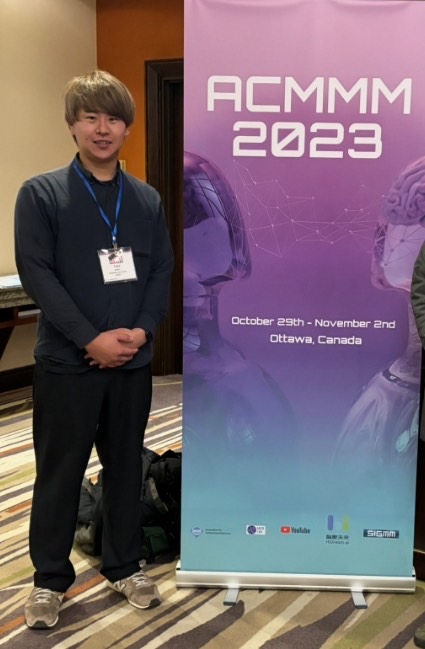 ACMMM
2023
October 29th - November 2nd
Ottawa, Canada
YouTube
SIGMM